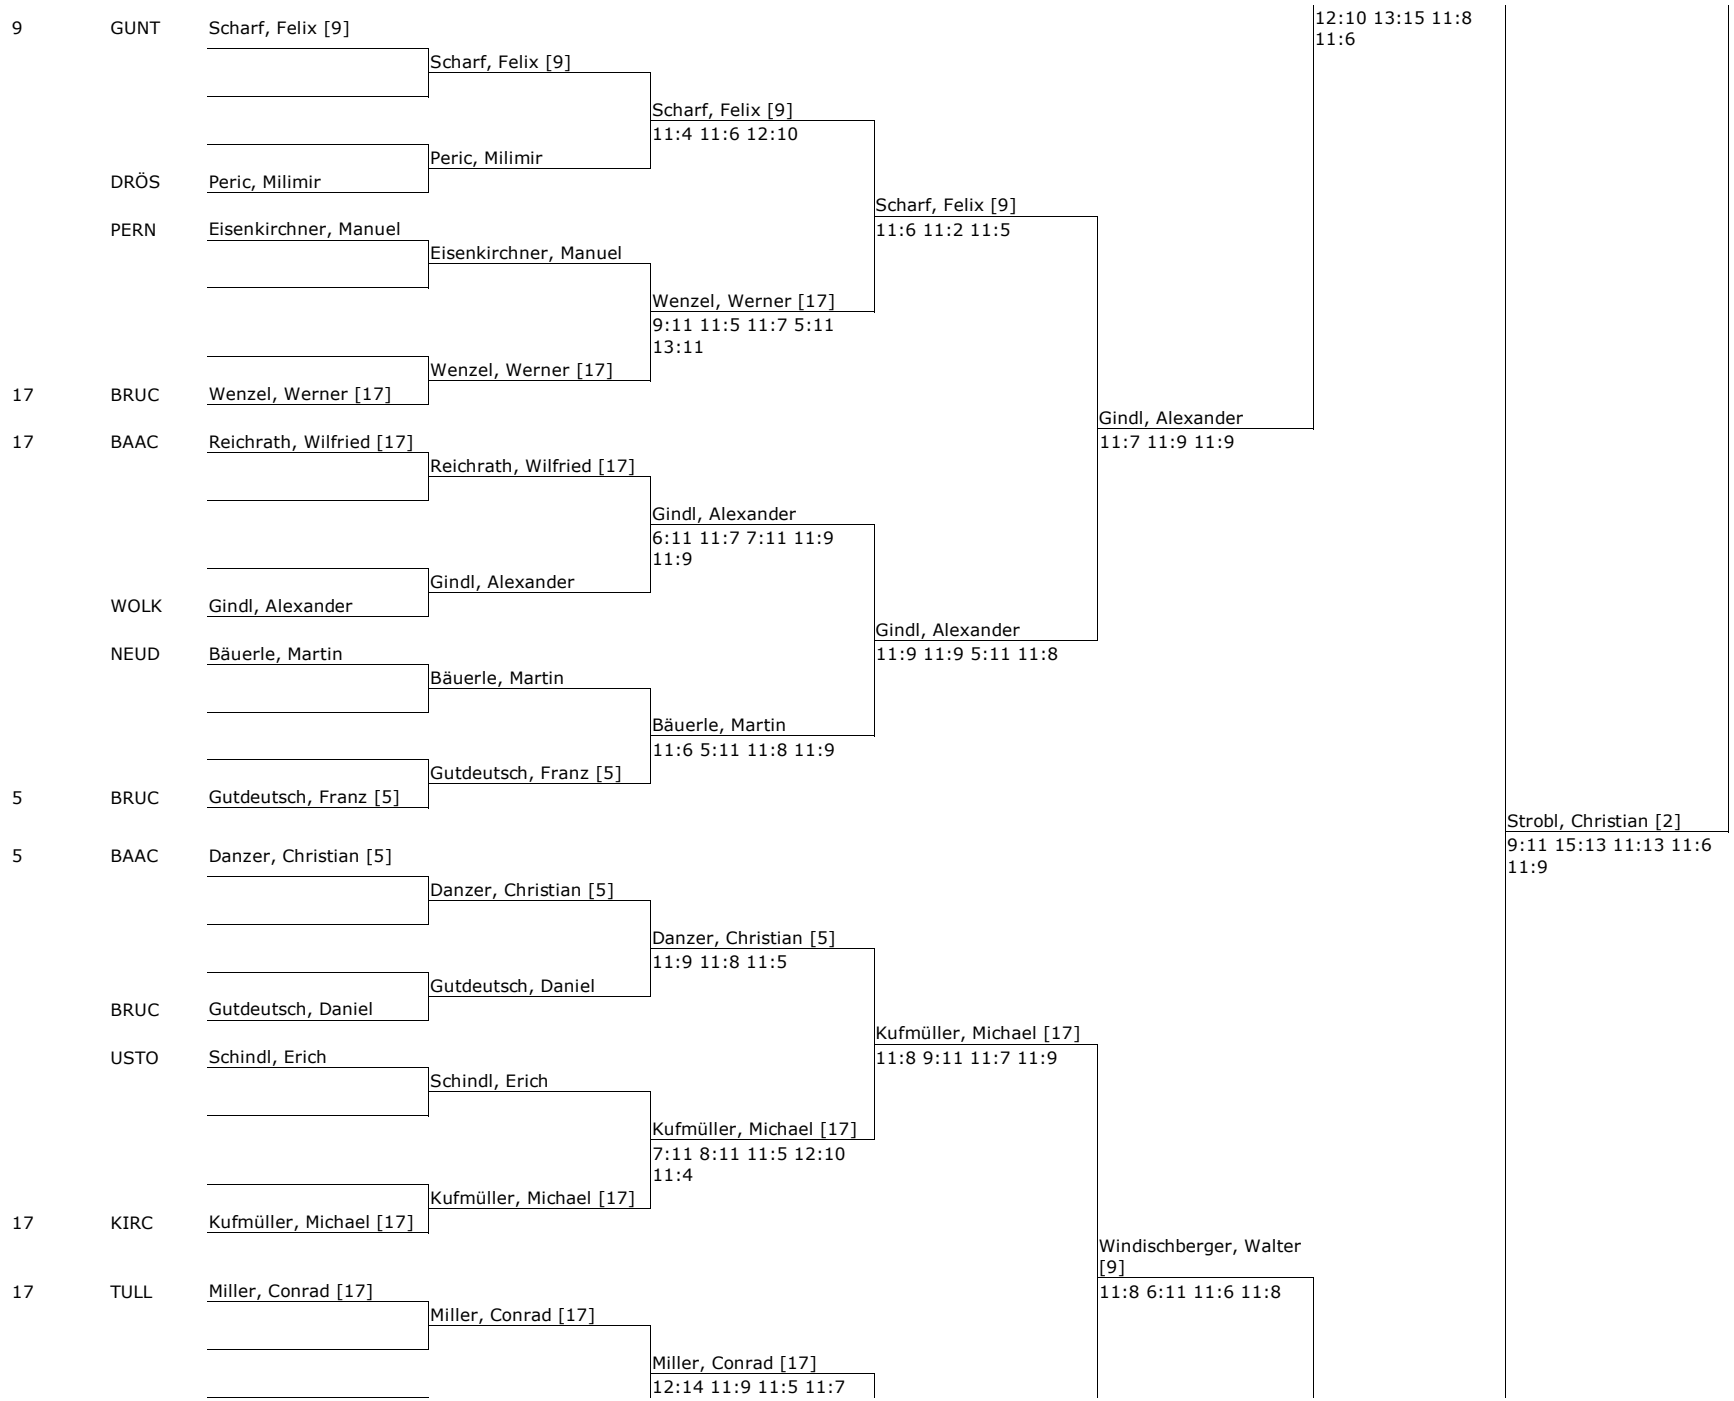 12:10 13:15 11:8
11:6
9 GUNT Scharf, Felix [9]
Scharf, Felix [9]
Scharf, Felix [9]
11:4 11:6 12:10
Peric, Milimir
DRÖS Peric, Milimir
Scharf, Felix [9]
PERN Eisenkirchner, Manuel
11:6 11:2 11:5
Eisenkirchner, Manuel
Wenzel, Werner [17]
9:11 11:5 11:7 5:11
13:11
Wenzel, Werner [17]
17 BRUC Wenzel, Werner [17]
Gindl, Alexander
17 BAAC Reichrath, Wilfried [17]
11:7 11:9 11:9
Reichrath, Wilfried [17]
Gindl, Alexander
6:11 11:7 7:11 11:9
11:9
Gindl, Alexander
WOLK Gindl, Alexander
Gindl, Alexander
NEUD Bäuerle, Martin
11:9 11:9 5:11 11:8
Bäuerle, Martin
Bäuerle, Martin
11:6 5:11 11:8 11:9
Gutdeutsch, Franz [5]
5 BRUC Gutdeutsch, Franz [5]
Strobl, Christian [2]
9:11 15:13 11:13 11:6
11:9
5 BAAC Danzer, Christian [5]
Danzer, Christian [5]
Danzer, Christian [5]
11:9 11:8 11:5
Gutdeutsch, Daniel
BRUC Gutdeutsch, Daniel
Kufmüller, Michael [17]
USTO Schindl, Erich
11:8 9:11 11:7 11:9
Schindl, Erich
Kufmüller, Michael [17]
7:11 8:11 11:5 12:10
11:4
Kufmüller, Michael [17]
17 KIRC Kufmüller, Michael [17]
Windischberger, Walter
[9]
17 TULL Miller, Conrad [17]
11:8 6:11 11:6 11:8
Miller, Conrad [17]
Miller, Conrad [17]
12:14 11:9 11:5 11:7